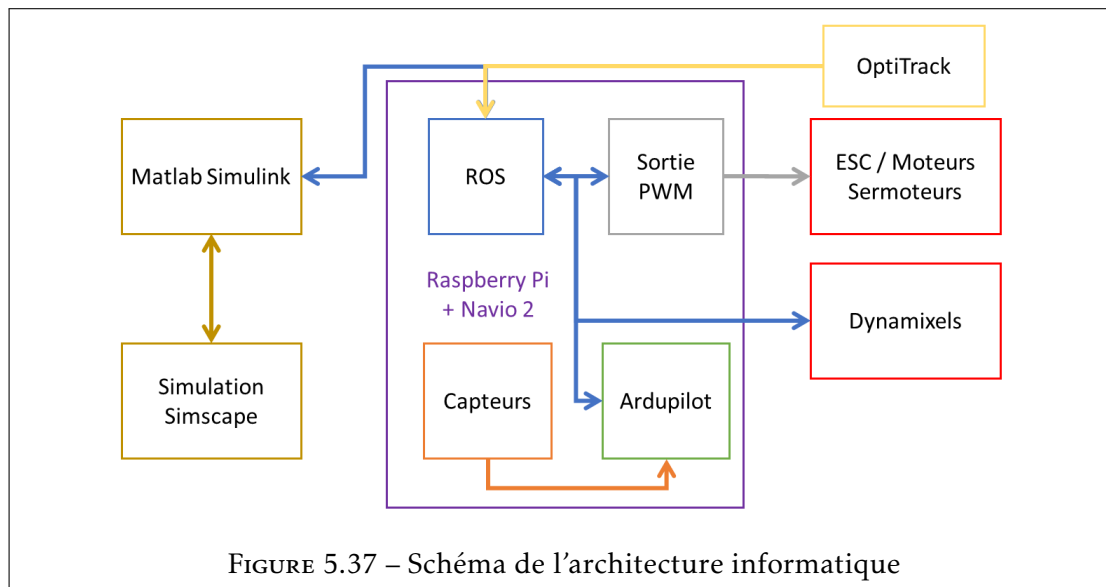 OptiTrack
Matlab Simulink
ROS
Sortie
PWM
ESC / Moteurs
Sermoteurs
Raspberry Pi
+ Navio 2
Dynamixels
Simulation
Simscape
Capteurs
Ardupilot
FIGURE 5.37 – Schéma de l'architecture informatique